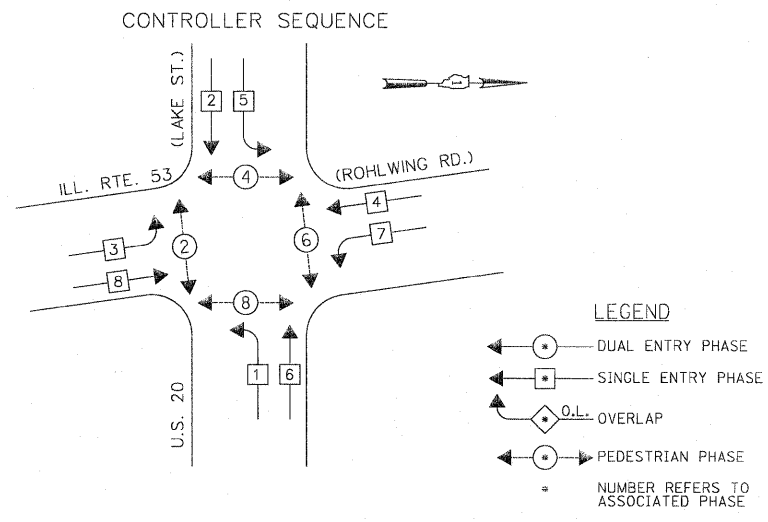 CONTROLLER SEQUENCE
(LAKE ST.)
2
5
ILL. RTE. 53
(ROHLWING RD.)
4
4
3
2
6
7
8
8
1
6
U.S. 20
LEGEND
* DUAL ENTRY PHASE
* SINGLE ENTRY PHASE
* O.L. OVERLAP
* PEDESTRIAN PHASE
* NUMBER REFERS TO
ASSOCIATED PHASE